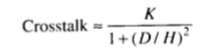 Crosstalk ≈ K / 1+(D/H)²